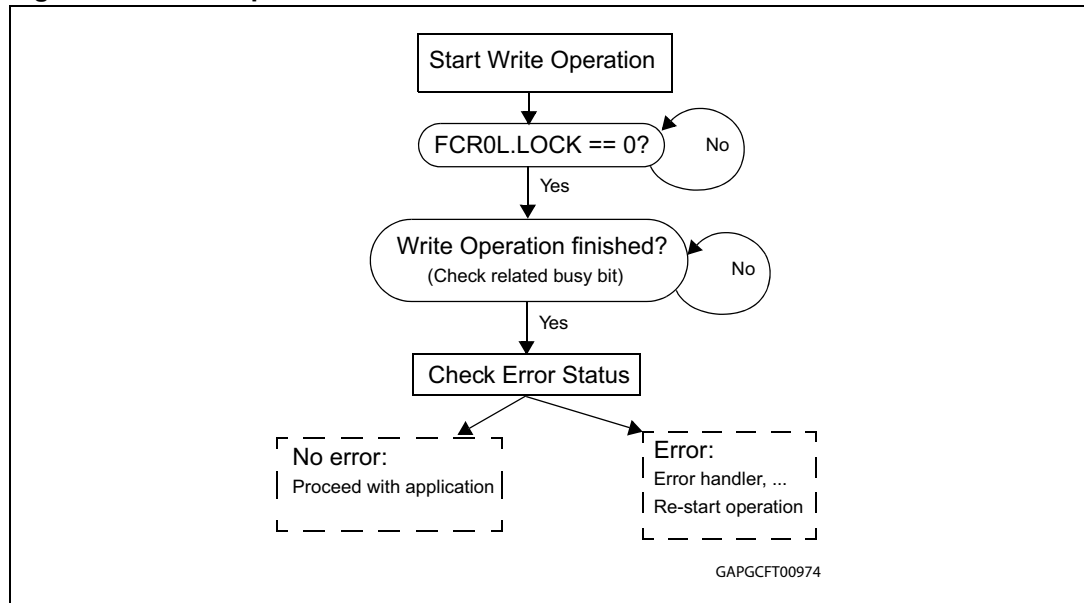 Start Write Operation
FCR0L.LOCK == 0?
No
Yes
Write Operation finished?
(Check related busy bit)
No
Yes
Check Error Status
No error:
Proceed with application
Error:
Error handler, ...
Re-start operation
GAPGCFT00974